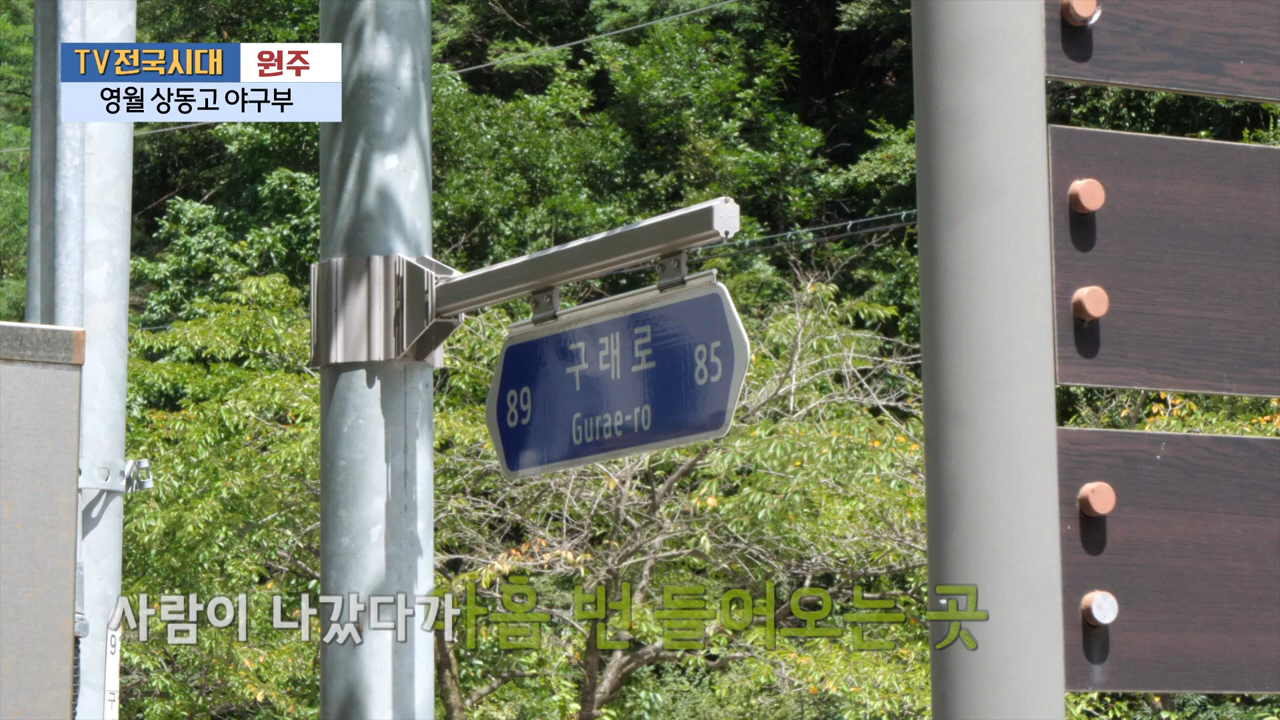 TV전국시대 원주
영월 상동고 야구부
구래로
89 85
Gurae-ro
사람이 나갔다가 아홉 번 들어오는 곳